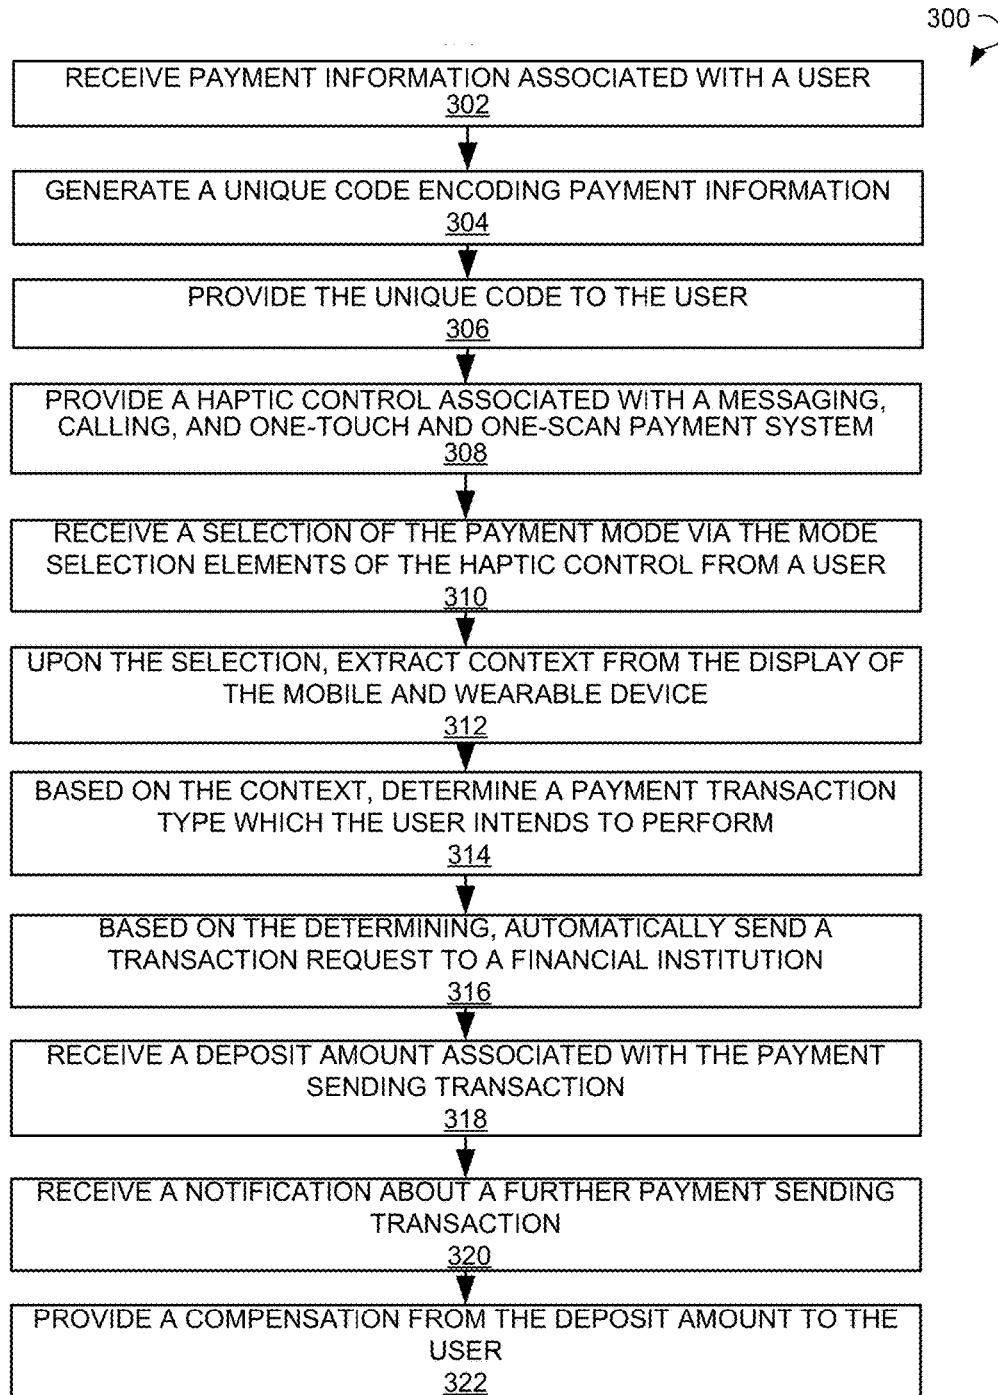 300
RECEIVE PAYMENT INFORMATION ASSOCIATED WITH A USER
302
GENERATE A UNIQUE CODE ENCODING PAYMENT INFORMATION
304
PROVIDE THE UNIQUE CODE TO THE USER
306
PROVIDE A HAPTIC CONTROL ASSOCIATED WITH A MESSAGING,
CALLING, AND ONE-TOUCH AND ONE-SCAN PAYMENT SYSTEM
308
RECEIVE A SELECTION OF THE PAYMENT MODE VIA THE MODE
SELECTION ELEMENTS OF THE HAPTIC CONTROL FROM A USER
310
UPON THE SELECTION, EXTRACT CONTEXT FROM THE DISPLAY OF
THE MOBILE AND WEARABLE DEVICE
312
BASED ON THE CONTEXT, DETERMINE A PAYMENT TRANSACTION
TYPE WHICH THE USER INTENDS TO PERFORM
314
BASED ON THE DETERMINING, AUTOMATICALLY SEND A
TRANSACTION REQUEST TO A FINANCIAL INSTITUTION
316
RECEIVE A DEPOSIT AMOUNT ASSOCIATED WITH THE PAYMENT
SENDING TRANSACTION
318
RECEIVE A NOTIFICATION ABOUT A FURTHER PAYMENT SENDING
TRANSACTION
320
PROVIDE A COMPENSATION FROM THE DEPOSIT AMOUNT TO THE
USER
322